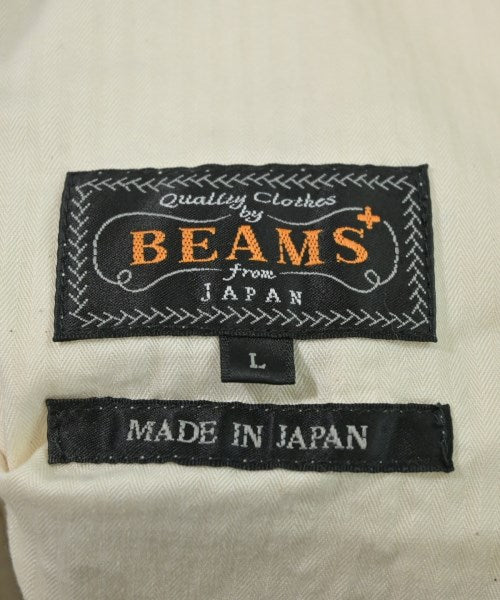 Quality Clothes
by
BEAMS+
from
JAPAN
L
MADE IN JAPAN